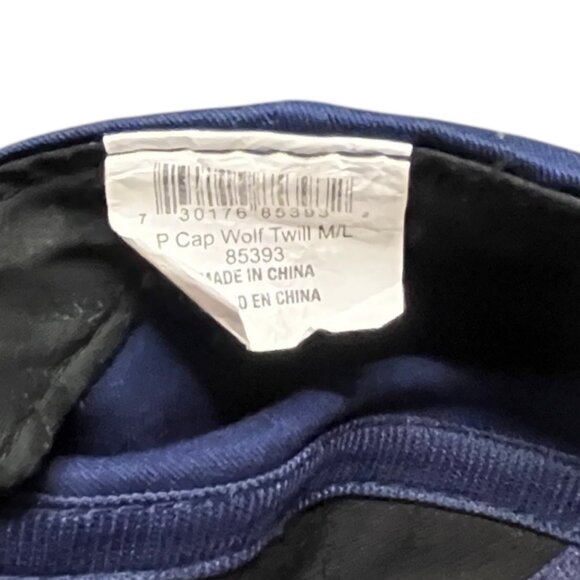 7 30176 85393 2
P Cap Wolf Twill M/L
85393
MADE IN CHINA
O EN CHINA